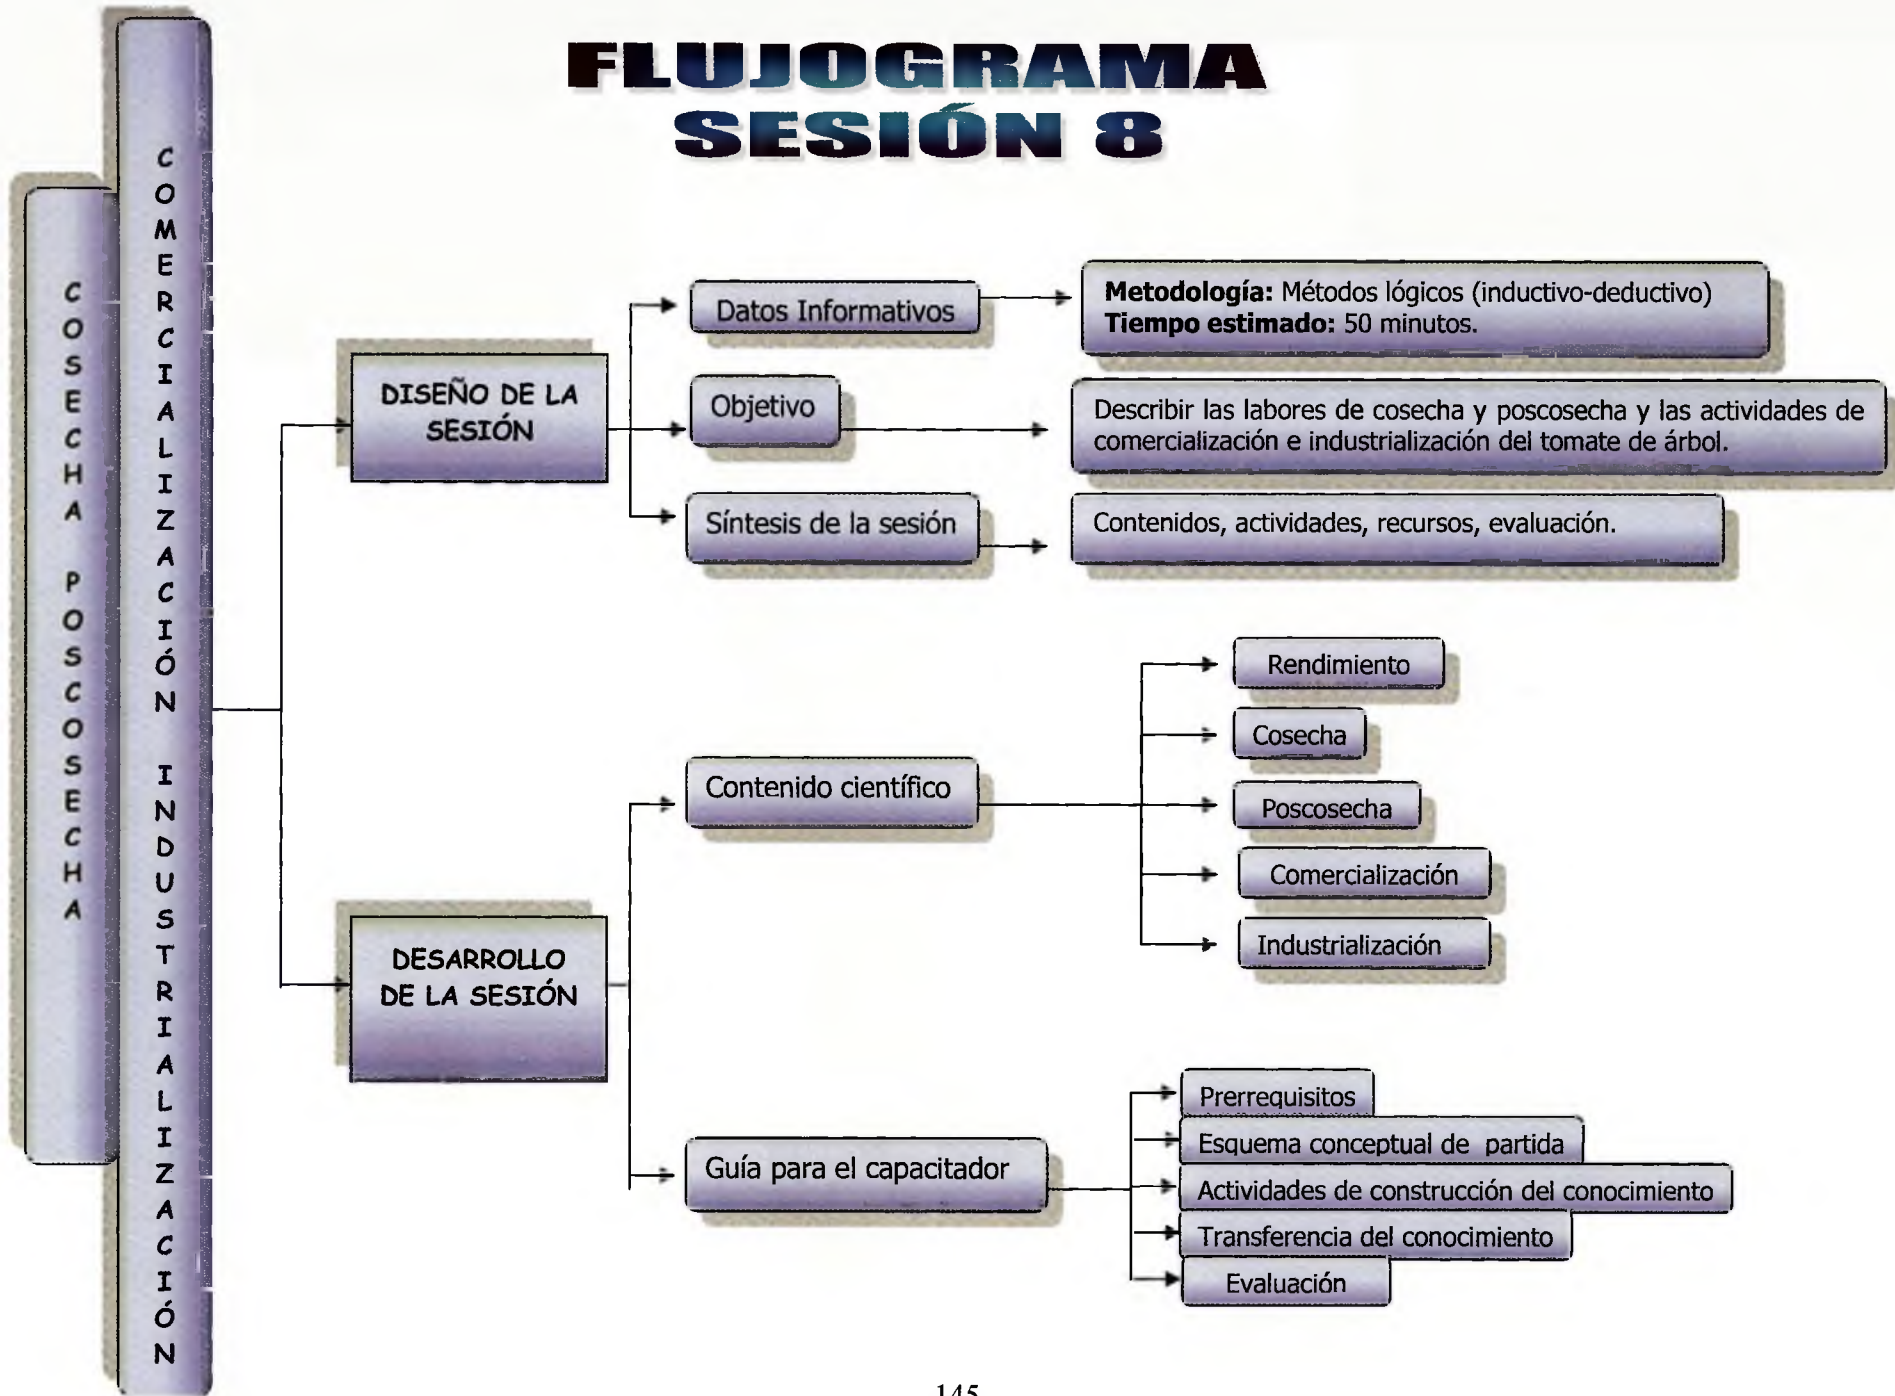 FLUJOGRAMA
SESIÓN 8
COSECHA POSCOSECHA
COMERCIALIZACIÓN INDUSTRIALIZACIÓN
DISEÑO DE LA
SESIÓN
Datos Informativos
Metodología: Métodos lógicos (inductivo-deductivo)
Tiempo estimado: 50 minutos.
Objetivo
Describir las labores de cosecha y poscosecha y las actividades de
comercialización e industrialización del tomate de árbol.
Síntesis de la sesión
Contenidos, actividades, recursos, evaluación.
DESARROLLO
DE LA SESIÓN
Contenido científico
Rendimiento
Cosecha
Poscosecha
Comercialización
Industrialización
Guía para el capacitador
Prerrequisitos
Esquema conceptual de partida
Actividades de construcción del conocimiento
Transferencia del conocimiento
Evaluación
145